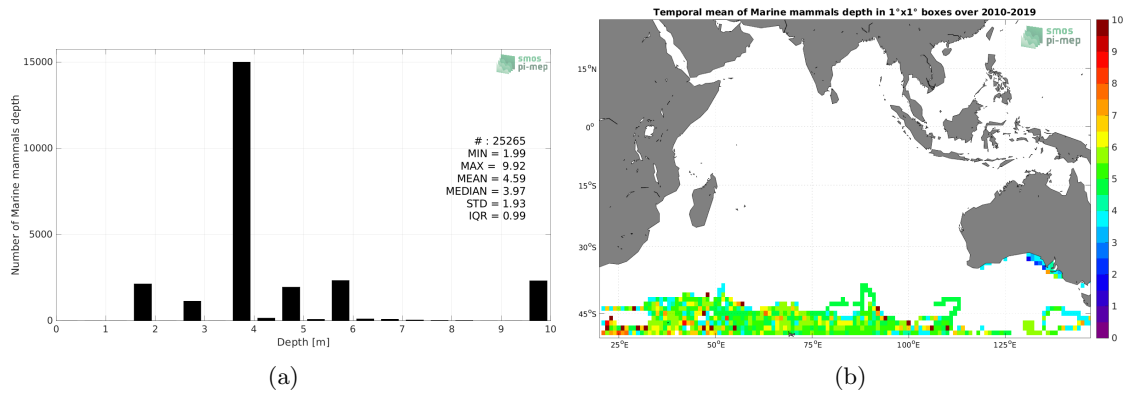 smos
pi-mep
15000
10000
5000
0
Number of Marine mammals depth
# : 25265
MIN = 1.99
MAX = 9.92
MEAN = 4.59
MEDIAN = 3.97
STD = 1.93
IQR = 0.99
0 1 2 3 4 5 6 7 8 9 10
Depth [m]
(a)
Temporal mean of Marine mammals depth in 1°x1° boxes over 2010-2019
smos
pi-mep
15°N
0°
15°S
30°S
45°S
25°E 50°E 75°E 100°E 125°E
10
9
8
7
6
5
4
3
2
1
0
(b)